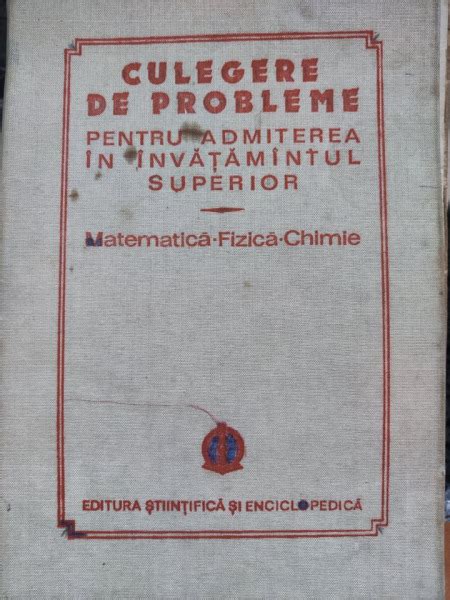 CULEGERE
DE PROBLEME
PENTRU ADMITEREA
ÎN ÎNVĂȚĂMÎNTUL
SUPERIOR
Matematică·Fizică·Chimie
EDITURA ȘTIINȚIFICĂ ȘI ENCICLOPEDICĂ